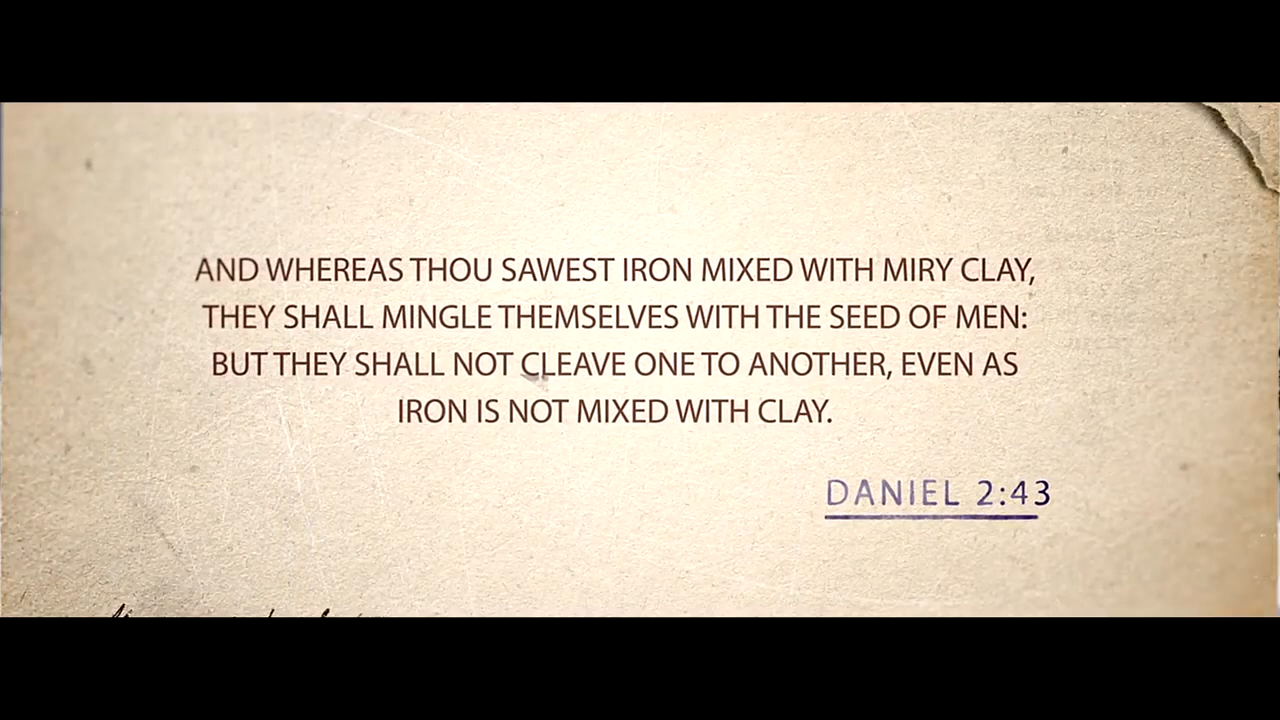 AND WHEREAS THOU SAWEST IRON MIXED WITH MIRY CLAY,
THEY SHALL MINGLE THEMSELVES WITH THE SEED OF MEN:
BUT THEY SHALL NOT CLEAVE ONE TO ANOTHER, EVEN AS
IRON IS NOT MIXED WITH CLAY.
DANIEL 2:43